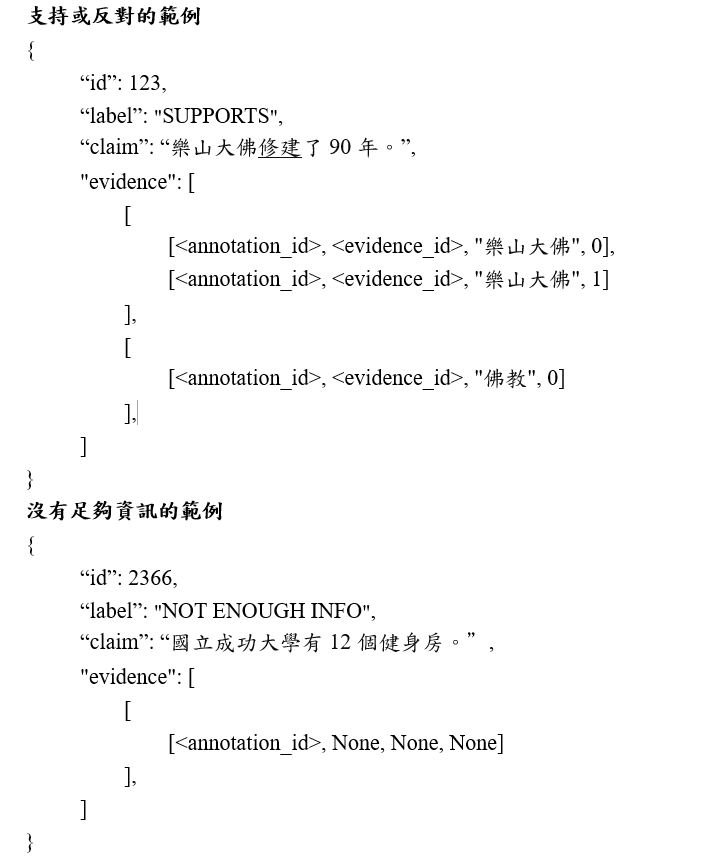 支持或反對的範例
{
“id”: 123,
“label”: "SUPPORTS",
“claim”: “樂山大佛修建了 90 年。”,
"evidence": [
[
[<annotation_id>, <evidence_id>, "樂山大佛", 0],
[<annotation_id>, <evidence_id>, "樂山大佛", 1]
],
[
[<annotation_id>, <evidence_id>, "佛教", 0]
],
]
}
沒有足夠資訊的範例
{
“id”: 2366,
“label”: "NOT ENOUGH INFO",
“claim”: “國立成功大學有 12 個健身房。”,
"evidence": [
[
[<annotation_id>, None, None, None]
],
]
}